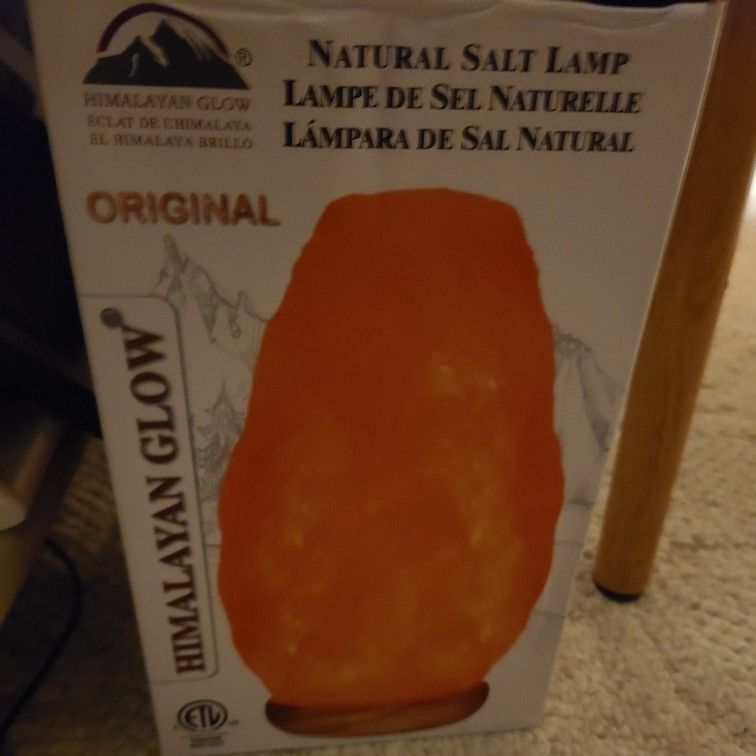 HIMALAYAN GLOW
ECLAT DE L'HIMALAYA
EL HIMALAYA BRILLO
®
NATURAL SALT LAMP
LAMPE DE SEL NATURELLE
LÁMPARA DE SAL NATURAL
ORIGINAL
HIMALAYAN GLOW®
ETL